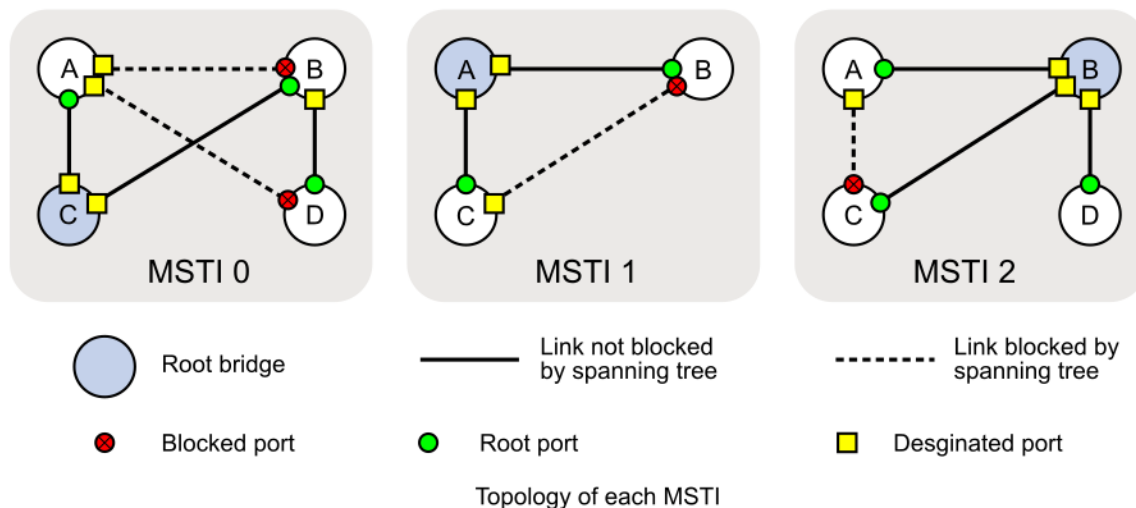 A
B
C
D
MSTI 0
A
B
C
MSTI 1
A
B
C
D
MSTI 2
Root bridge
Link not blocked
by spanning tree
Link blocked by
spanning tree
Blocked port
Root port
Desginated port
Topology of each MSTI